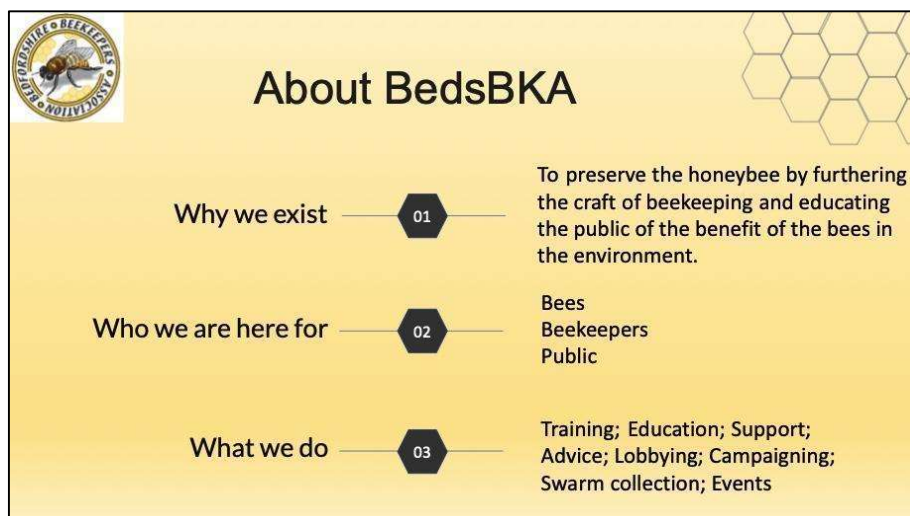 BEDFORDSHIRE BEEKEEPERS ASSOCIATION
About BedsBKA
Why we exist
01
To preserve the honeybee by furthering
the craft of beekeeping and educating
the public of the benefit of the bees in
the environment.
Who we are here for
02
Bees
Beekeepers
Public
What we do
03
Training; Education; Support;
Advice; Lobbying; Campaigning;
Swarm collection; Events